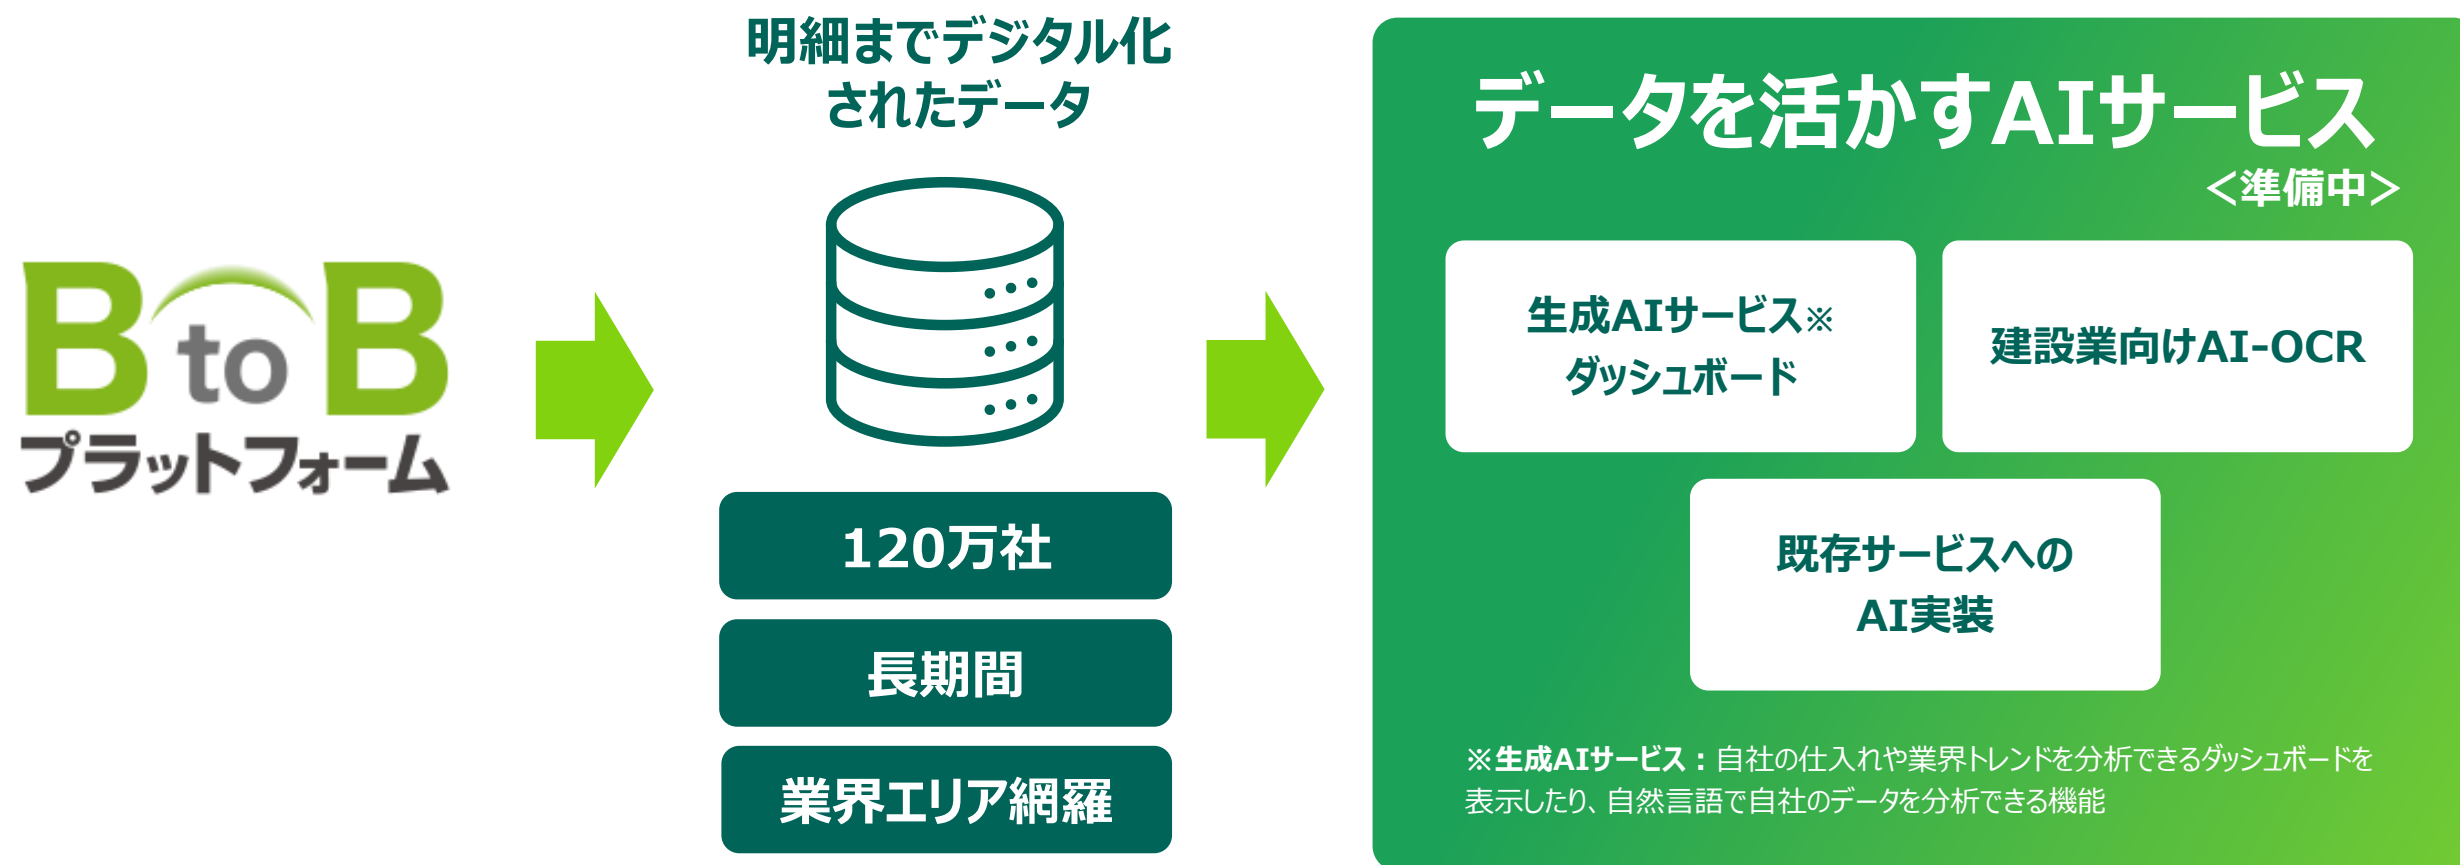 BtoB
プラットフォーム
明細までデジタル化
されたデータ
120万社
長期間
業界エリア網羅
データを活かすAIサービス
＜準備中＞
生成AIサービス※
ダッシュボード
建設業向けAI-OCR
既存サービスへの
AI実装
※生成AIサービス：自社の仕入れや業界トレンドを分析できるダッシュボードを
表示したり、自然言語で自社のデータを分析できる機能